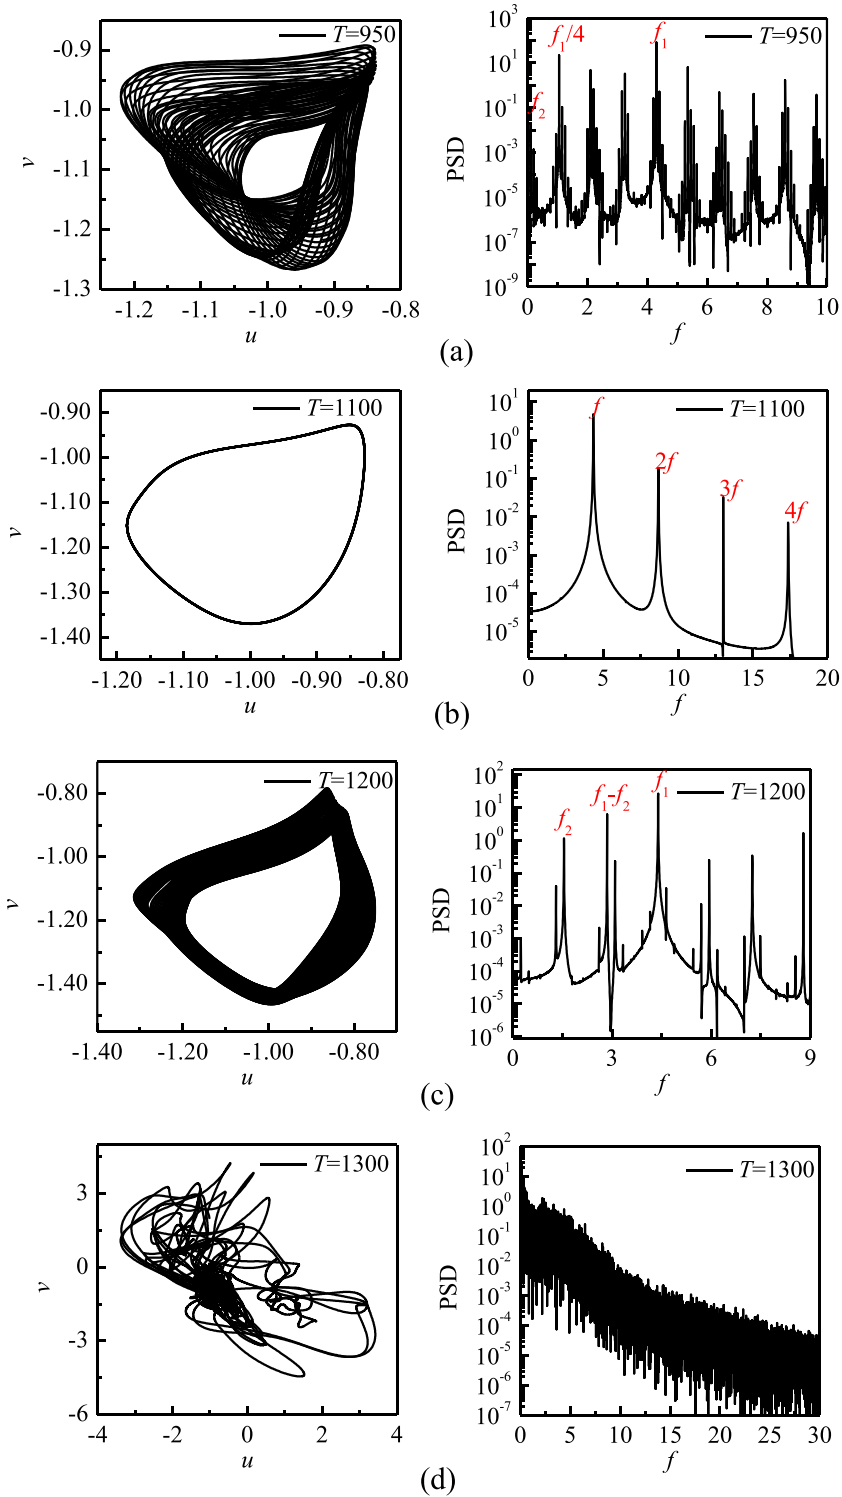 T=950
v
-0.9
-1.0
-1.1
-1.2
-1.3
-1.2 -1.1 -1.0 -0.9 -0.8
u
T=950
f1/4
f1
f2
PSD
10^3
10^1
10^-1
10^-3
10^-5
10^-7
10^-9
0 2 4 6 8 10
f
(a)
T=1100
v
-0.90
-1.00
-1.10
-1.20
-1.30
-1.40
-1.20 -1.10 -1.00 -0.90 -0.80
u
T=1100
f
2f
3f
4f
PSD
10^1
10^0
10^-1
10^-2
10^-3
10^-4
10^-5
0 5 10 15 20
f
(b)
T=1200
v
-0.80
-1.00
-1.20
-1.40
-1.40 -1.20 -1.00 -0.80
u
T=1200
f2
f1-f2
f1
PSD
10^2
10^1
10^0
10^-1
10^-2
10^-3
10^-4
10^-5
10^-6
0 3 6 9
f
(c)
T=1300
v
3
0
-3
-6
-4 -2 0 2 4
u
T=1300
PSD
10^2
10^1
10^0
10^-1
10^-2
10^-3
10^-4
10^-5
10^-6
10^-7
0 5 10 15 20 25 30
f
(d)